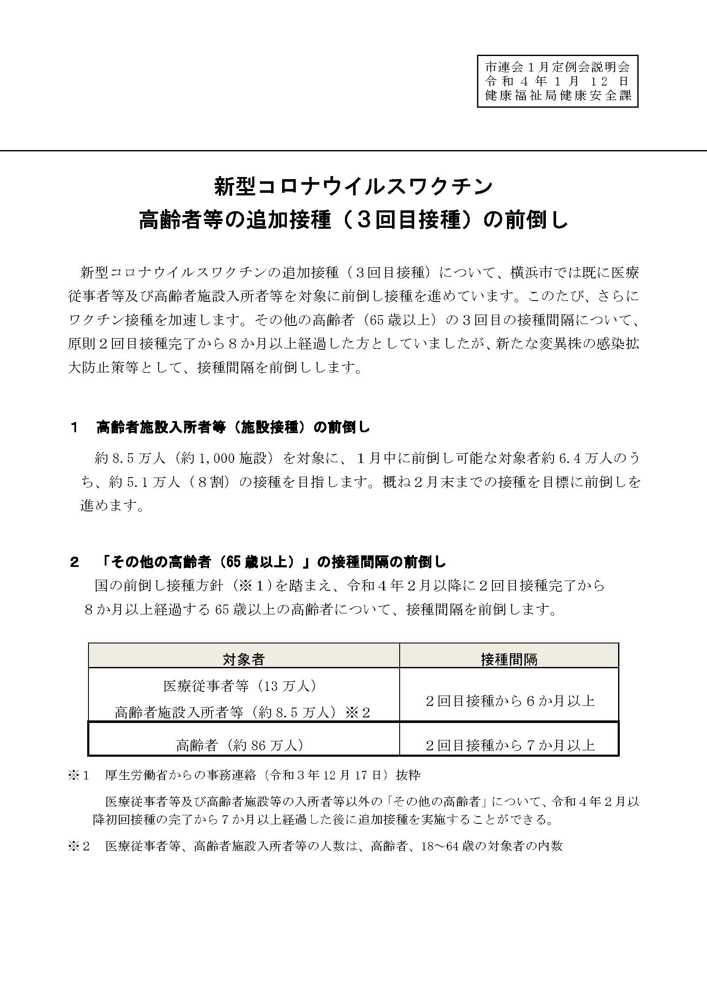 市連会１月定例会説明会
令和４年１月 12 日
健康福祉局健康安全課
新型コロナウイルスワクチン
高齢者等の追加接種（３回目接種）の前倒し
新型コロナウイルスワクチンの追加接種（３回目接種）について、横浜市では既に医療
従事者等及び高齢者施設入所者等を対象に前倒し接種を進めています。このたび、さらに
ワクチン接種を加速します。その他の高齢者（65 歳以上）の３回目の接種間隔について、
原則２回目接種完了から８か月以上経過した方としていましたが、新たな変異株の感染拡
大防止策等として、接種間隔を前倒しします。
１　高齢者施設入所者等（施設接種）の前倒し
約 8.5 万人（約 1,000 施設）を対象に、１月中に前倒し可能な対象者約 6.4 万人のう
ち、約 5.1 万人（８割）の接種を目指します。概ね２月末までの接種を目標に前倒しを
進めます。
２　「その他の高齢者（65 歳以上）」の接種間隔の前倒し
国の前倒し接種方針（※１)を踏まえ、令和４年２月以降に２回目接種完了から
８か月以上経過する 65 歳以上の高齢者について、接種間隔を前倒します。
対象者　接種間隔
医療従事者等（13 万人）
高齢者施設入所者等（約 8.5 万人）※２
２回目接種から６か月以上
高齢者（約 86 万人）　２回目接種から７か月以上
※１　厚生労働省からの事務連絡（令和３年 12 月 17 日）抜粋
医療従事者等及び高齢者施設等の入所者等以外の「その他の高齢者」について、令和４年２月以
降初回接種の完了から７か月以上経過した後に追加接種を実施することができる。
※２　医療従事者等、高齢者施設入所者等の人数は、高齢者、18～64 歳の対象者の内数